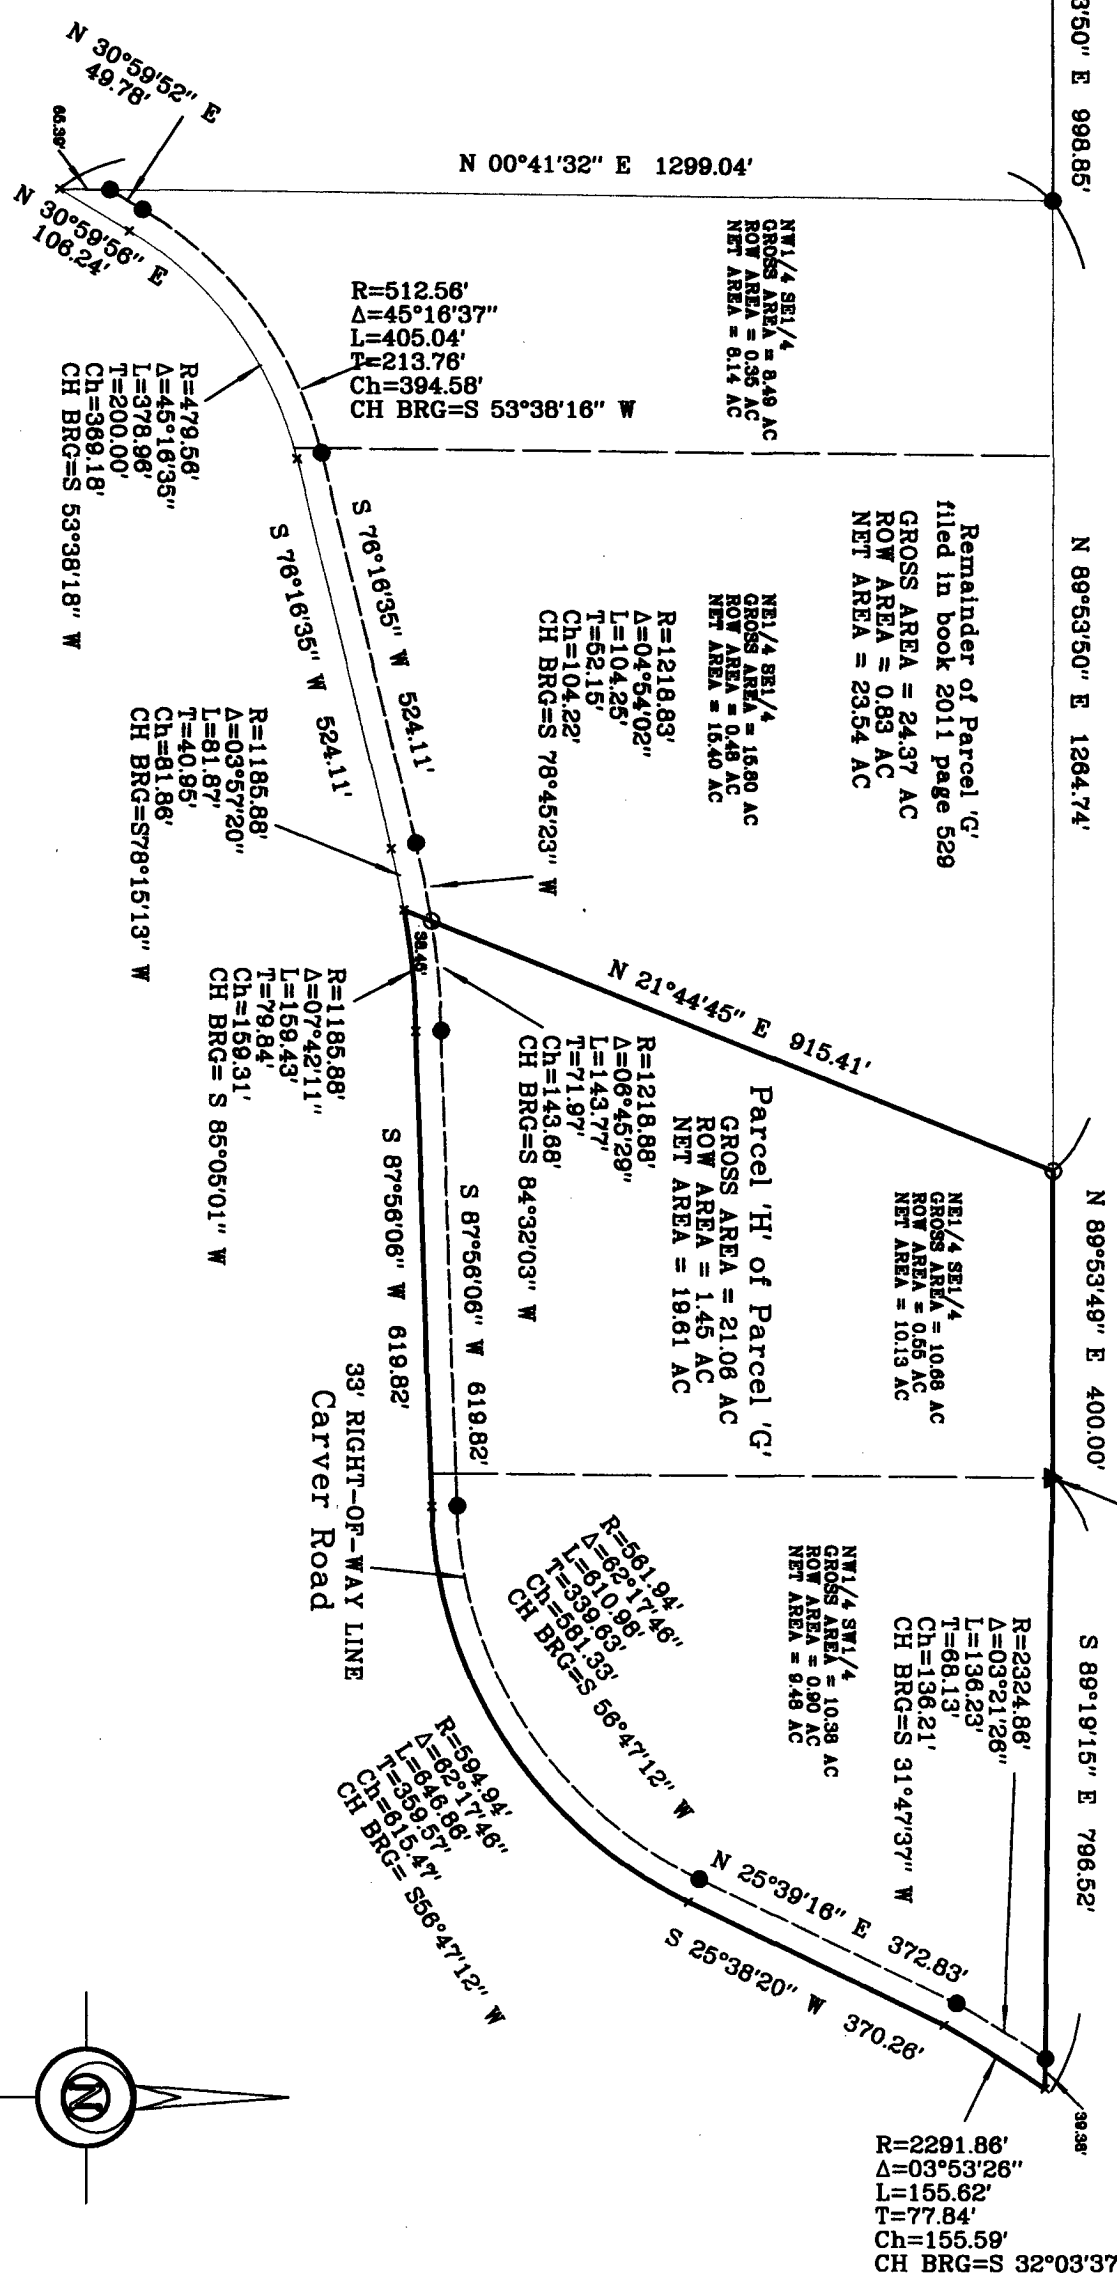 3'50" E 998.85'
N 30°59'52" E
49.78'
66.39'
N 30°59'56" E
106.24'
N 00°41'32" E 1299.04'
NW1/4 SE1/4
GROSS AREA = 8.49 AC
ROW AREA = 0.35 AC
NET AREA = 8.14 AC
R=512.56'
Δ=45°16'37"
L=405.04'
T=213.76'
Ch=394.58'
CH BRG=S 53°38'16" W
R=479.56'
Δ=45°16'35"
L=378.96'
T=200.00'
Ch=369.18'
CH BRG=S 53°38'18" W
N 89°53'50" E 1264.74'
Remainder of Parcel 'G'
filed in book 2011 page 529
GROSS AREA = 24.37 AC
ROW AREA = 0.83 AC
NET AREA = 23.54 AC
NE1/4 SE1/4
GROSS AREA = 15.80 AC
ROW AREA = 0.48 AC
NET AREA = 15.40 AC
S 76°16'35" W 524.11'
S 76°16'35" W 524.11'
R=1218.83'
Δ=04°54'02"
L=104.25'
T=52.15'
Ch=104.22'
CH BRG=S 78°45'23" W
R=1185.88'
Δ=03°57'20"
L=81.87'
T=40.95'
Ch=81.86'
CH BRG=S78°15'13" W
38.46'
N 21°44'45" E 915.41'
R=1185.88'
Δ=07°42'11"
L=159.43'
T=79.84'
Ch=159.31'
CH BRG= S 85°05'01" W
R=1218.88'
Δ=06°45'29"
L=143.77'
T=71.97'
Ch=143.68'
CH BRG=S 84°32'03" W
Parcel 'H' of Parcel 'G'
GROSS AREA = 21.06 AC
ROW AREA = 1.45 AC
NET AREA = 19.61 AC
N 89°53'49" E 400.00'
NE1/4 SE1/4
GROSS AREA = 10.68 AC
ROW AREA = 0.55 AC
NET AREA = 10.13 AC
S 87°56'06" W 619.82'
S 87°56'06" W 619.82'
33' RIGHT-OF-WAY LINE
Carver Road
R=561.94'
Δ=62°17'46"
L=610.98'
T=339.63'
Ch=581.33'
CH BRG=S 56°47'12" W
R=594.94'
Δ=62°17'46"
L=646.86'
T=359.57'
Ch=615.47'
CH BRG= S56°47'12" W
NW1/4 SW1/4
GROSS AREA = 10.38 AC
ROW AREA = 0.90 AC
NET AREA = 9.48 AC
S 89°19'15" E 796.52'
R=2324.86'
Δ=03°21'26"
L=136.23'
T=68.13'
Ch=136.21'
CH BRG=S 31°47'37" W
N 25°39'16" E 372.83'
S 25°38'20" W 370.26'
39.38'
R=2291.86'
Δ=03°53'26"
L=155.62'
T=77.84'
Ch=155.59'
CH BRG=S 32°03'37
N